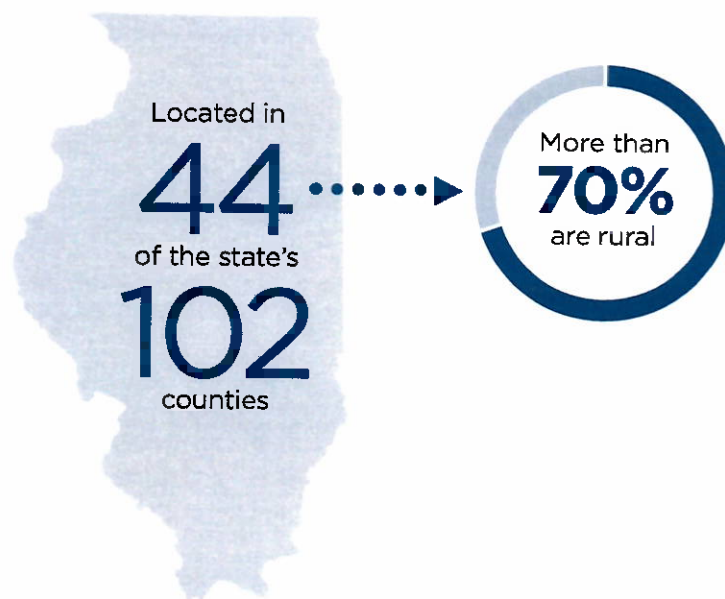 Located in
44
of the state's
102
counties
More than
70%
are rural